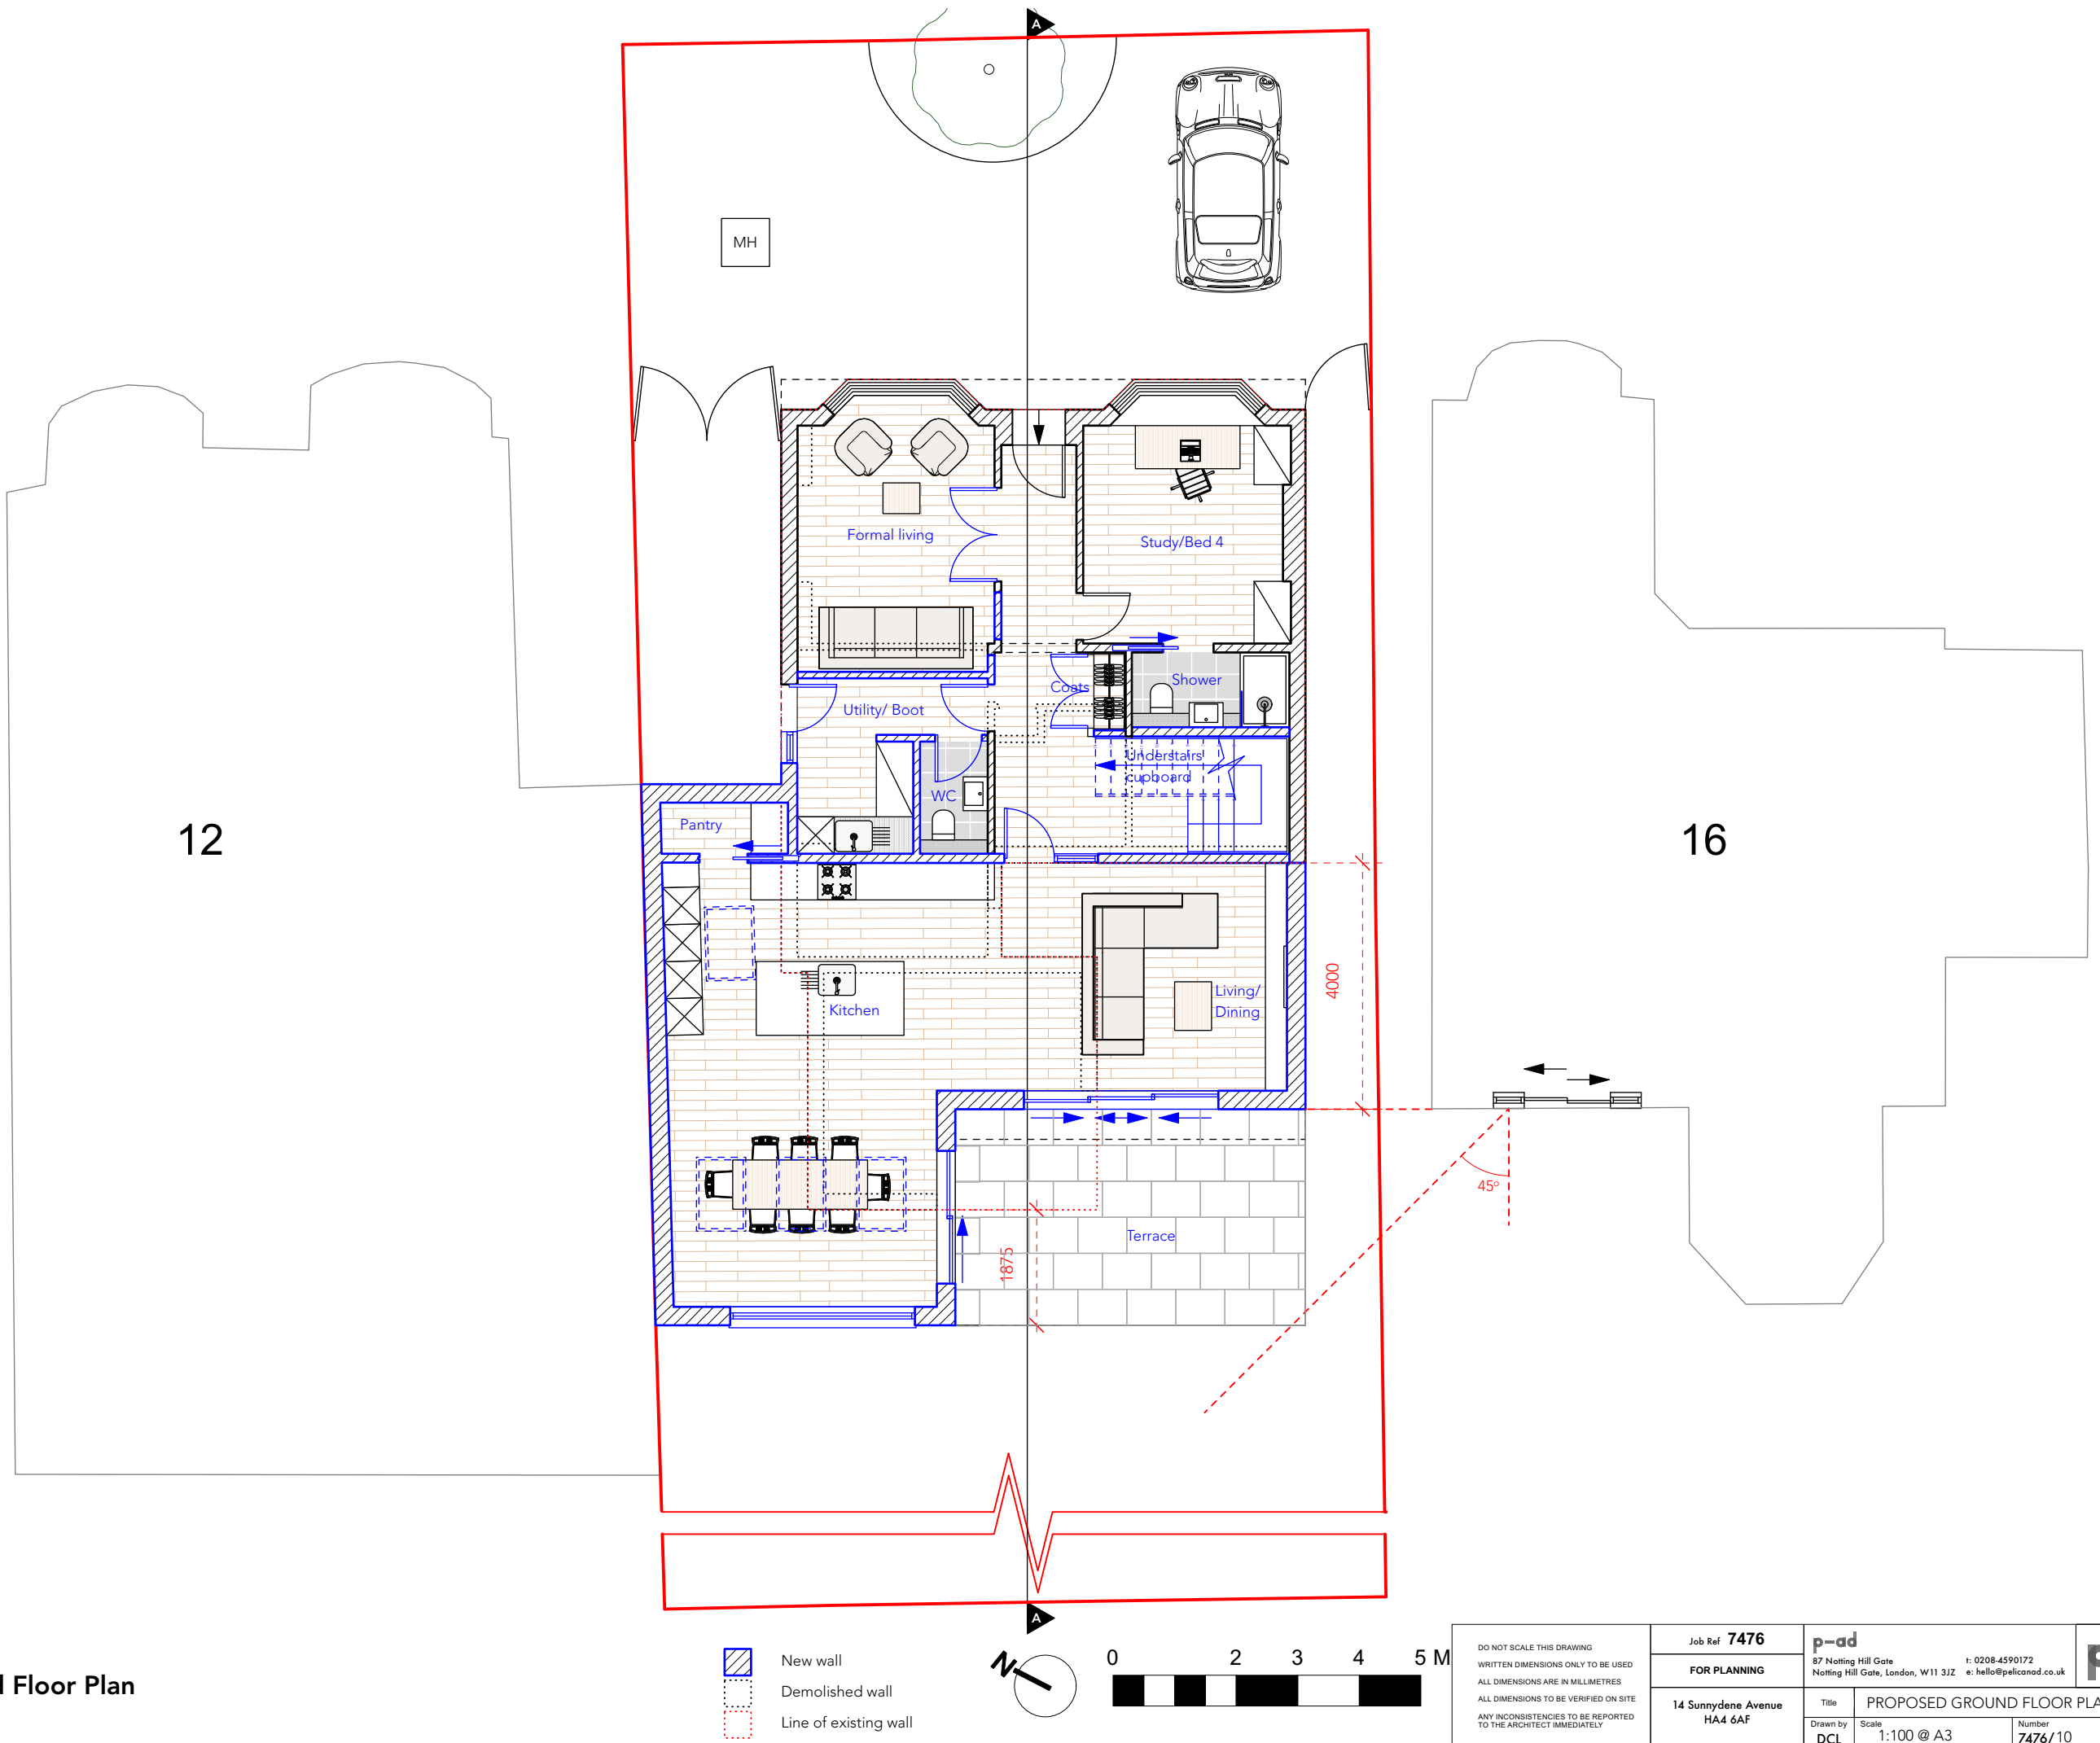 A
MH
Formal living
Study/Bed 4
Coats
Shower
Utility/ Boot
Understairs
cupboard
WC
Pantry
12
16
4000
Living/
Dining
Kitchen
45°
Terrace
1875
A
Floor Plan
New wall
Demolished wall
Line of existing wall
N
0 2 3 4 5 M
DO NOT SCALE THIS DRAWING
WRITTEN DIMENSIONS ONLY TO BE USED
ALL DIMENSIONS ARE IN MILLIMETRES
ALL DIMENSIONS TO BE VERIFIED ON SITE
ANY INCONSISTENCIES TO BE REPORTED
TO THE ARCHITECT IMMEDIATELY
Job Ref 7476
FOR PLANNING
14 Sunnydene Avenue
HA4 6AF
p-ad
87 Notting Hill Gate t: 0208-4590172
Notting Hill Gate, London, W11 3JZ e: hello@pelicanad.co.uk
Title PROPOSED GROUND FLOOR PLA
Drawn by Scale Number
DCL 1:100 @ A3 7476/10